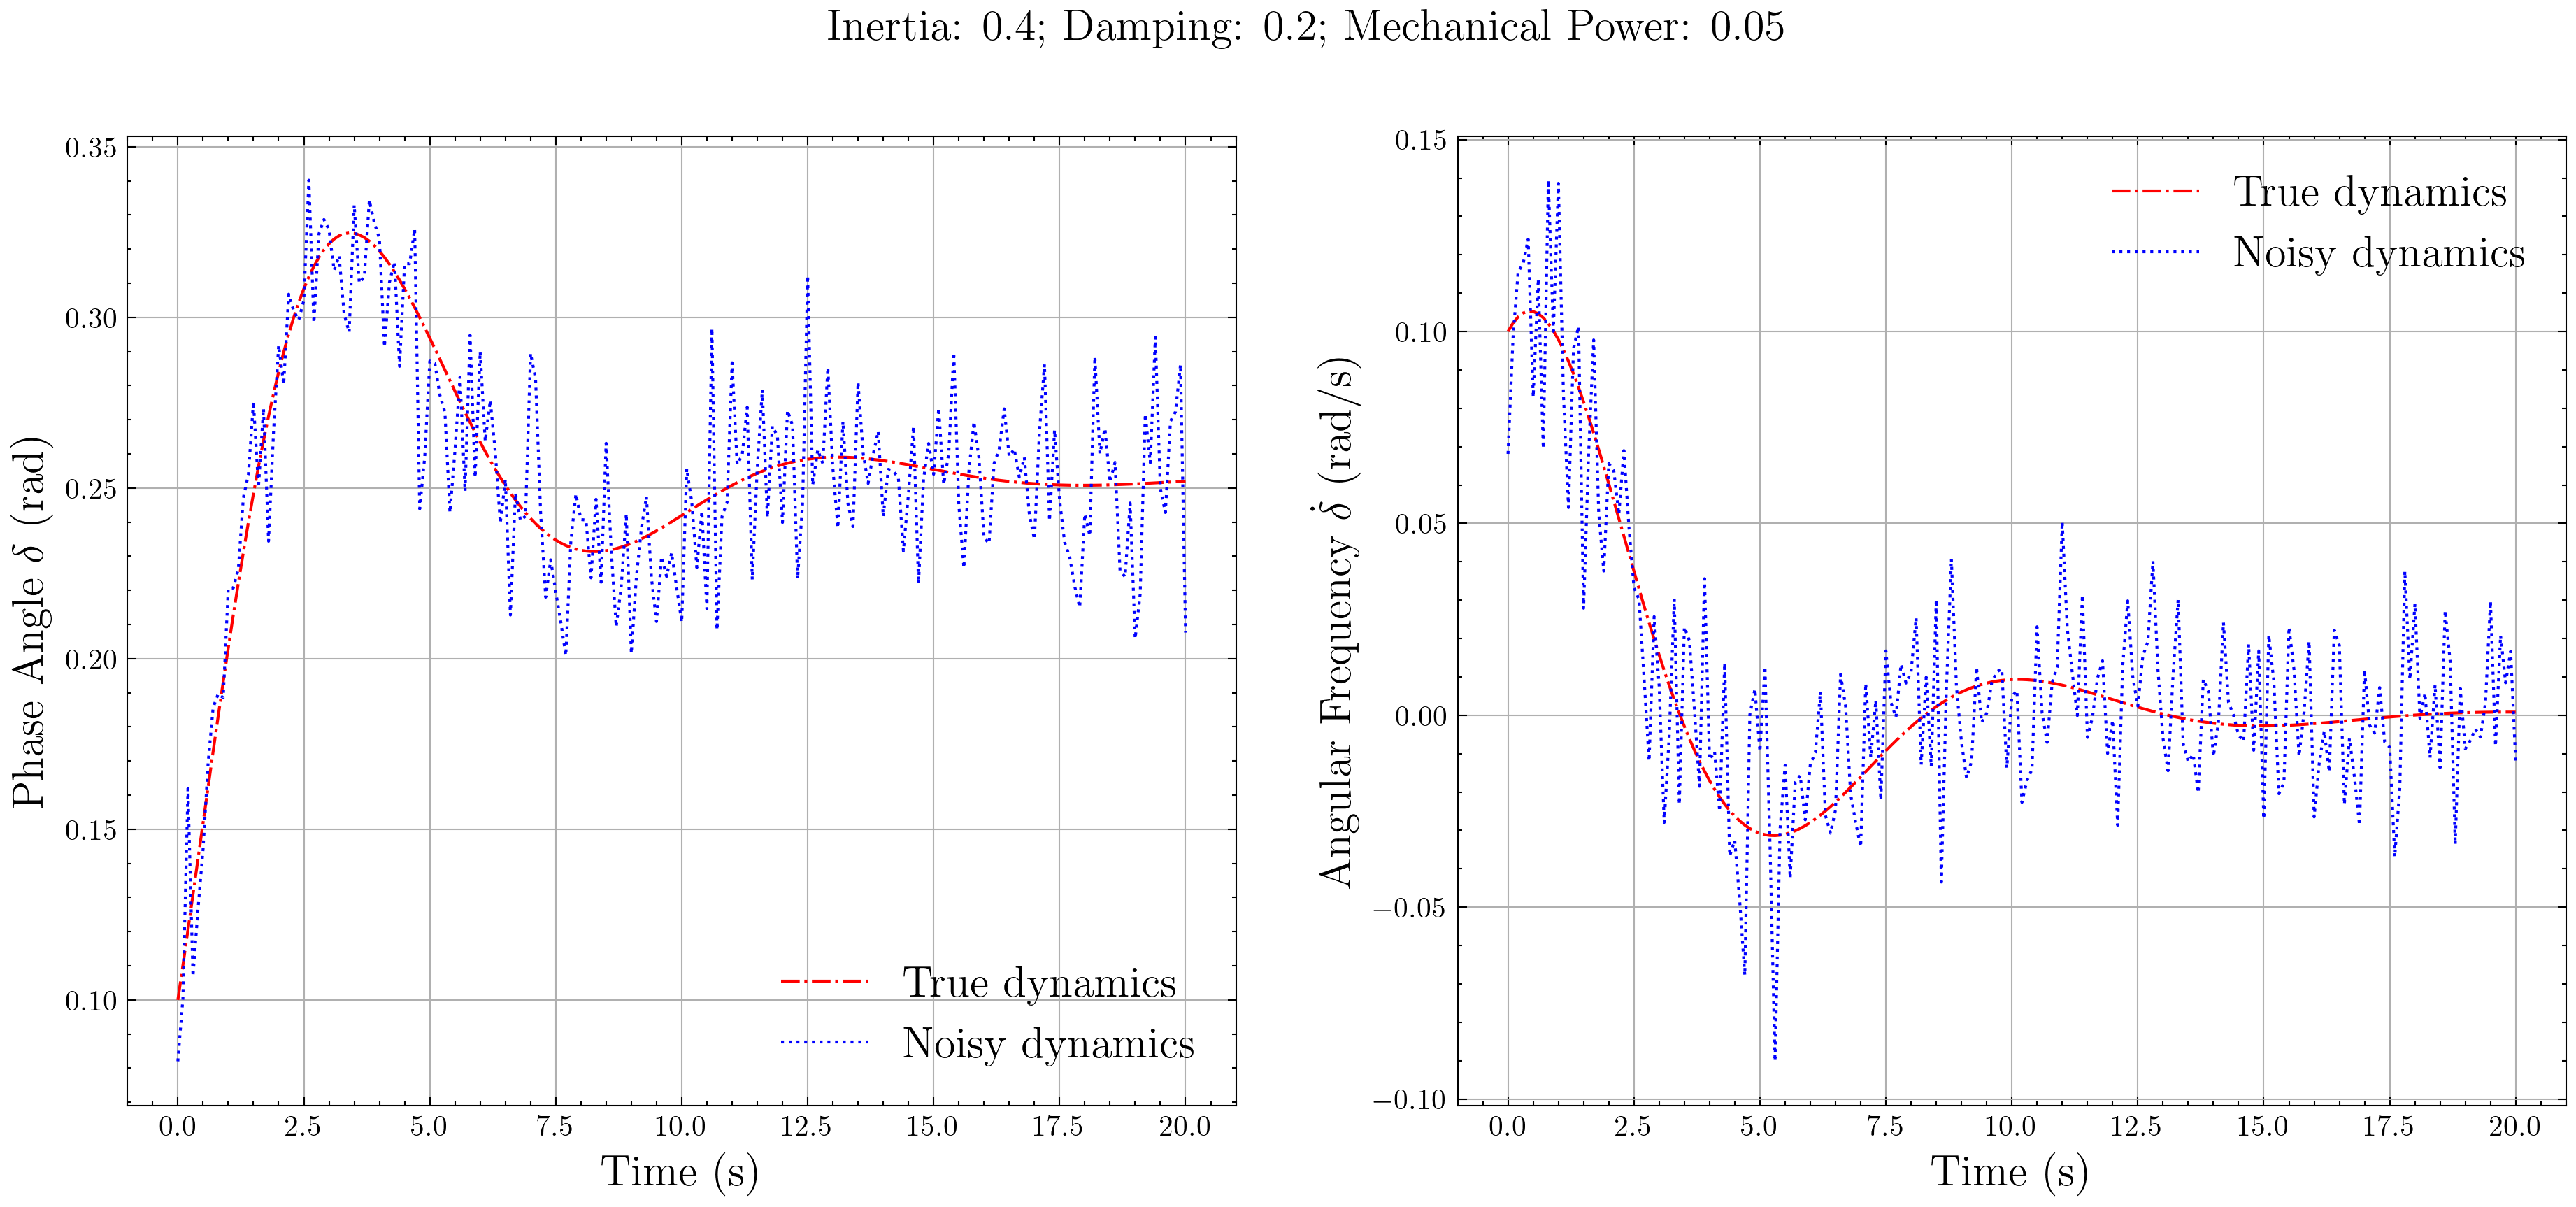 Inertia: 0.4; Damping: 0.2; Mechanical Power: 0.05
Phase Angle δ (rad)
0.35
0.30
0.25
0.20
0.15
0.10
True dynamics
Noisy dynamics
0.0 2.5 5.0 7.5 10.0 12.5 15.0 17.5 20.0
Time (s)
Angular Frequency δ̇ (rad/s)
0.15
0.10
0.05
0.00
−0.05
−0.10
True dynamics
Noisy dynamics
0.0 2.5 5.0 7.5 10.0 12.5 15.0 17.5 20.0
Time (s)